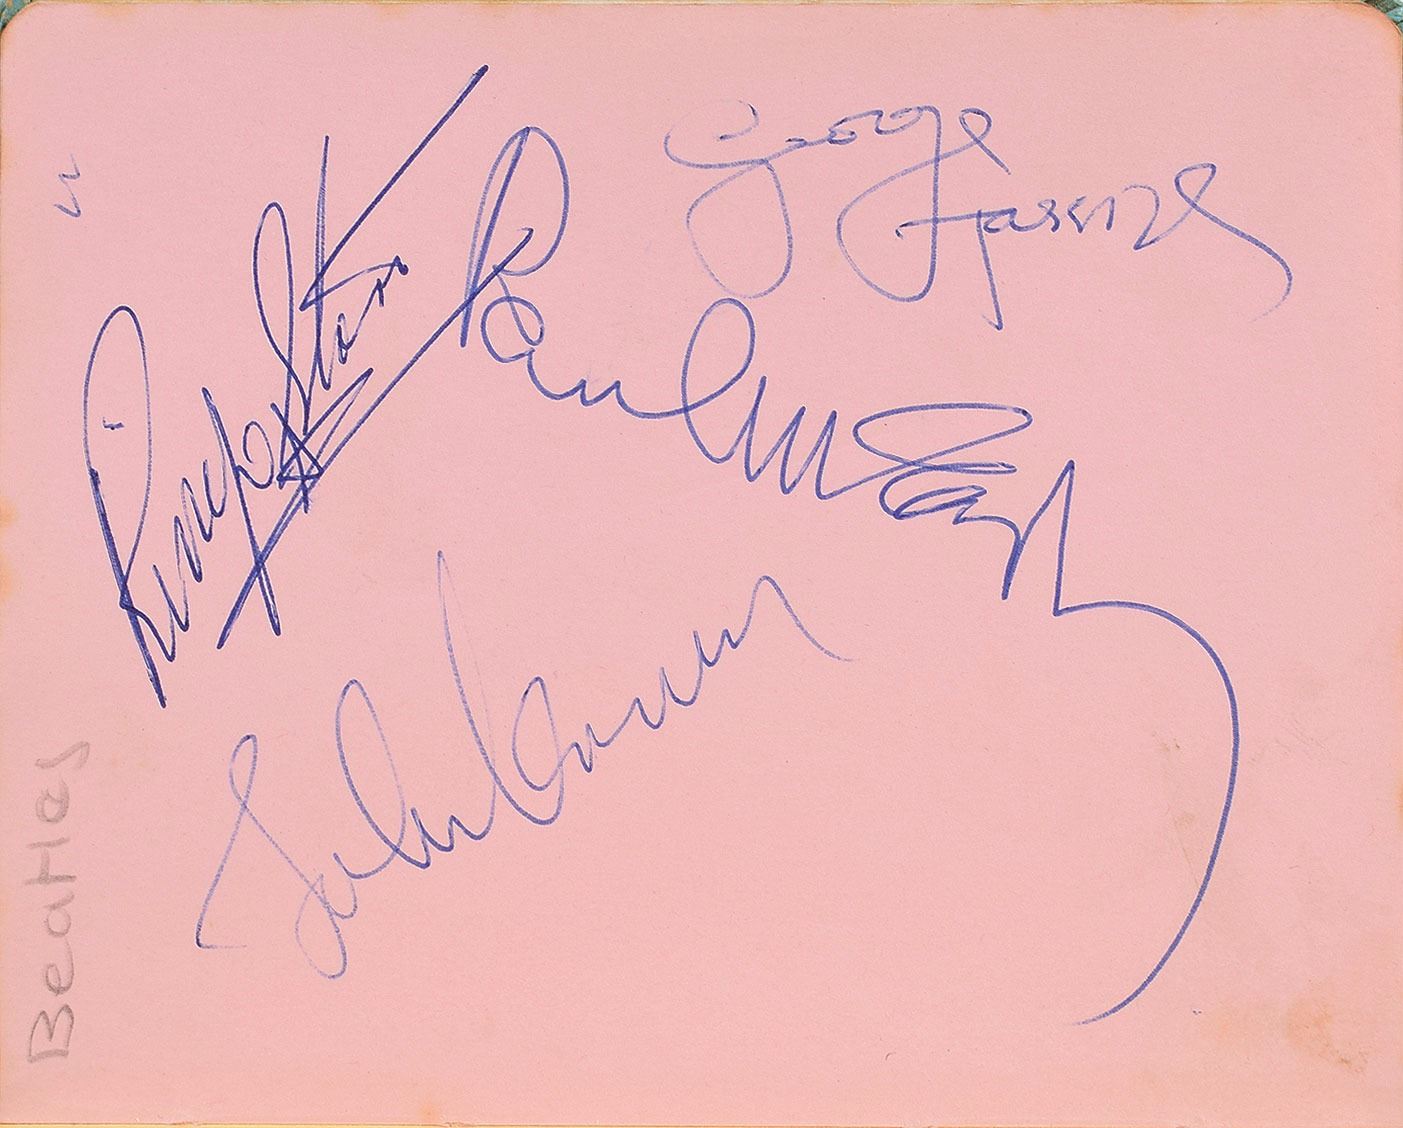 George Harrison
Ringo Starr
Paul McCartney
John Lennon
Beatles